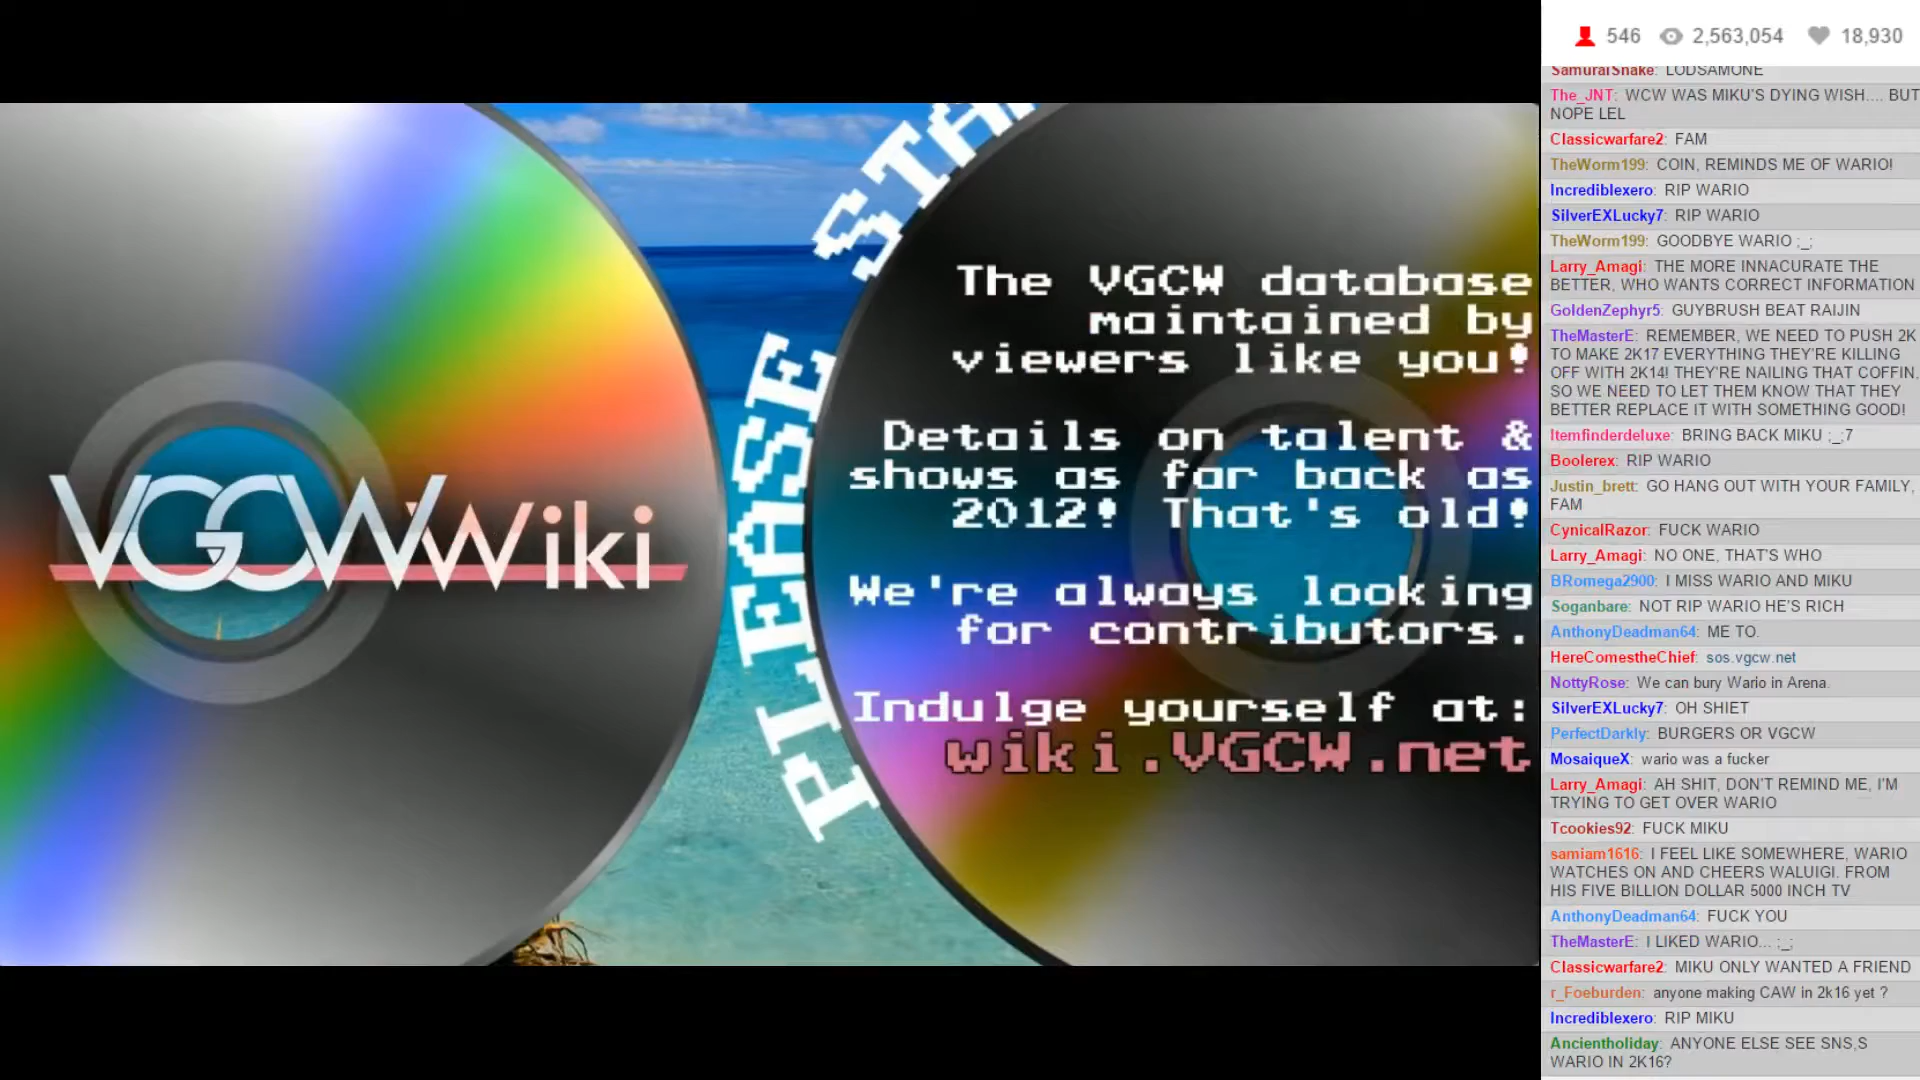 VGCWWiki
PLEASE STA
The VGCW database
maintained by
viewers like you!
Details on talent &
shows as far back as
2012! That's old!
We're always looking
for contributors.
Indulge yourself at:
wiki.VGCW.net
546 2,563,054 18,930
SamuraiSnake: LODSAMONE
The_JNT: WCW WAS MIKU'S DYING WISH.... BUT
NOPE LEL
Classicwarfare2: FAM
TheWorm199: COIN, REMINDS ME OF WARIO!
Incrediblexero: RIP WARIO
SilverEXLucky7: RIP WARIO
TheWorm199: GOODBYE WARIO ;_;
Larry_Amagi: THE MORE INNACURATE THE
BETTER, WHO WANTS CORRECT INFORMATION
GoldenZephyr5: GUYBRUSH BEAT RAIJIN
TheMasterE: REMEMBER, WE NEED TO PUSH 2K
TO MAKE 2K17 EVERYTHING THEY'RE KILLING
OFF WITH 2K14! THEY'RE NAILING THAT COFFIN,
SO WE NEED TO LET THEM KNOW THAT THEY
BETTER REPLACE IT WITH SOMETHING GOOD!
Itemfinderdeluxe: BRING BACK MIKU ;_;7
Boolerex: RIP WARIO
Justin_brett: GO HANG OUT WITH YOUR FAMILY,
FAM
CynicalRazor: FUCK WARIO
Larry_Amagi: NO ONE, THAT'S WHO
BRomega2900: I MISS WARIO AND MIKU
Soganbare: NOT RIP WARIO HE'S RICH
AnthonyDeadman64: ME TO.
HereComestheChief: sos.vgcw.net
NottyRose: We can bury Wario in Arena.
SilverEXLucky7: OH SHIET
PerfectDarkly: BURGERS OR VGCW
MosaiqueX: wario was a fucker
Larry_Amagi: AH SHIT, DON'T REMIND ME, I'M
TRYING TO GET OVER WARIO
Tcookies92: FUCK MIKU
samiam1616: I FEEL LIKE SOMEWHERE, WARIO
WATCHES ON AND CHEERS WALUIGI. FROM
HIS FIVE BILLION DOLLAR 5000 INCH TV
AnthonyDeadman64: FUCK YOU
TheMasterE: I LIKED WARIO... ;_;
Classicwarfare2: MIKU ONLY WANTED A FRIEND
r_Foeburden: anyone making CAW in 2k16 yet ?
Incrediblexero: RIP MIKU
Ancientholiday: ANYONE ELSE SEE SNS,S
WARIO IN 2K16?